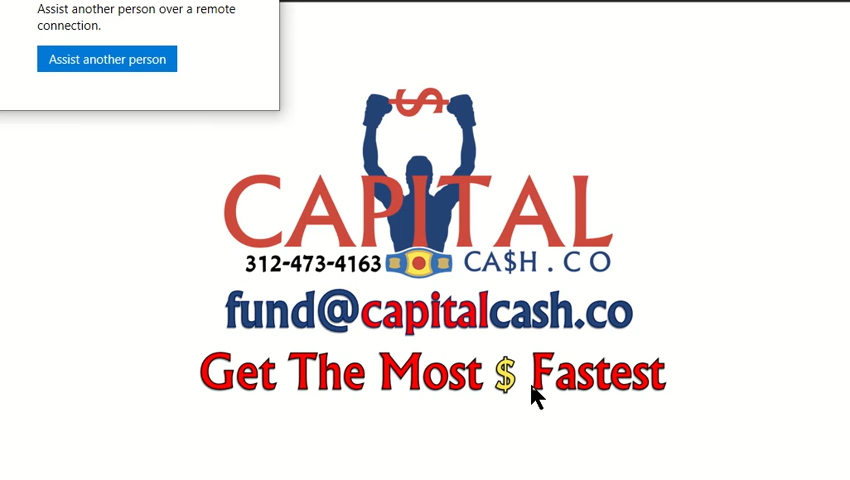 Assist another person over a remote
connection.
Assist another person
$
CAPITAL
312-473-4163 CA$H.CO
fund@capitalcash.co
Get The Most $ Fastest